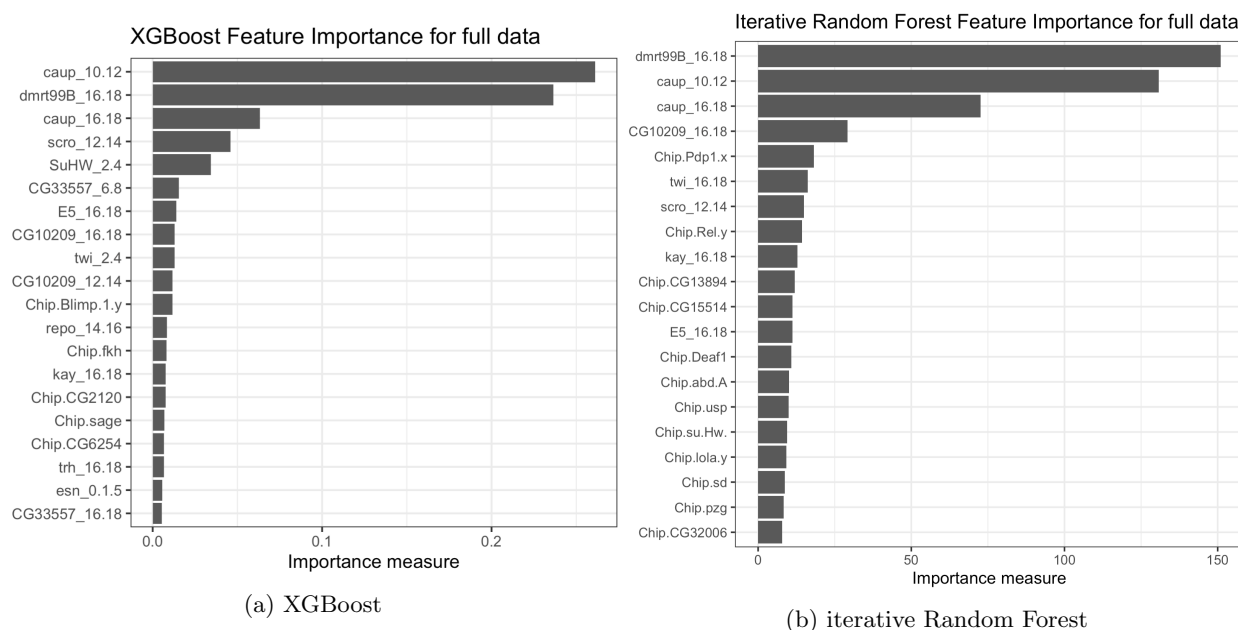 XGBoost Feature Importance for full data
caup_10.12
dmrt99B_16.18
caup_16.18
scro_12.14
SuHW_2.4
CG33557_6.8
E5_16.18
CG10209_16.18
twi_2.4
CG10209_12.14
Chip.Blimp.1.y
repo_14.16
Chip.fkh
kay_16.18
Chip.CG2120
Chip.sage
Chip.CG6254
trh_16.18
esn_0.1.5
CG33557_16.18
0.0 0.1 0.2
Importance measure
(a) XGBoost
Iterative Random Forest Feature Importance for full data
dmrt99B_16.18
caup_10.12
caup_16.18
CG10209_16.18
Chip.Pdp1.x
twi_16.18
scro_12.14
Chip.Rel.y
kay_16.18
Chip.CG13894
Chip.CG15514
E5_16.18
Chip.Deaf1
Chip.abd.A
Chip.usp
Chip.su.Hw.
Chip.lola.y
Chip.sd
Chip.pzg
Chip.CG32006
0 50 100 150
Importance measure
(b) iterative Random Forest